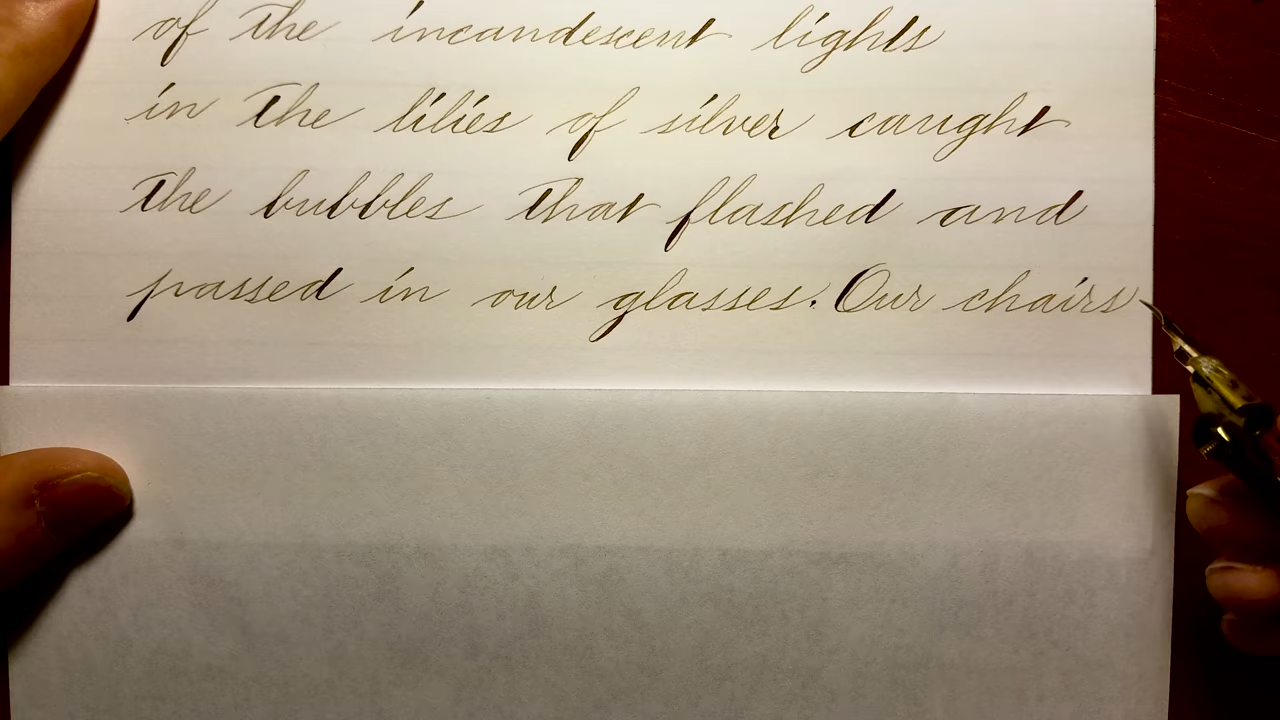 of the incandescent lights
in the lilies of silver caught
the bubbles that flashed and
passed in our glasses. Our chairs